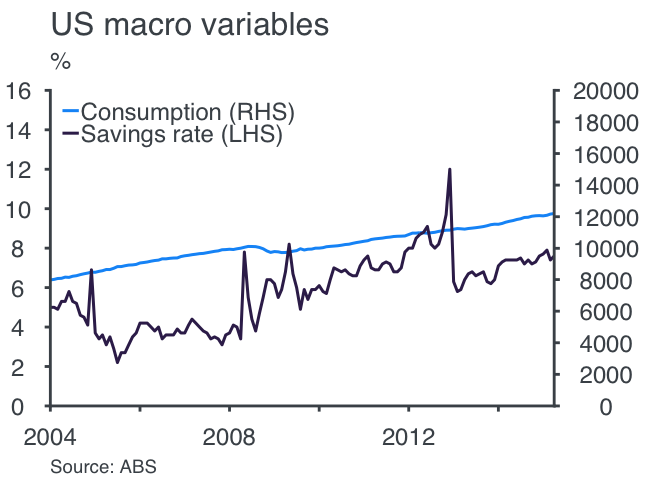 US macro variables
%
16 20000
Consumption (RHS) 18000
14 Savings rate (LHS)
12 16000
14000
10 12000
8 10000
6 8000
6000
4 4000
2 2000
0 0
2004 2008 2012
Source: ABS